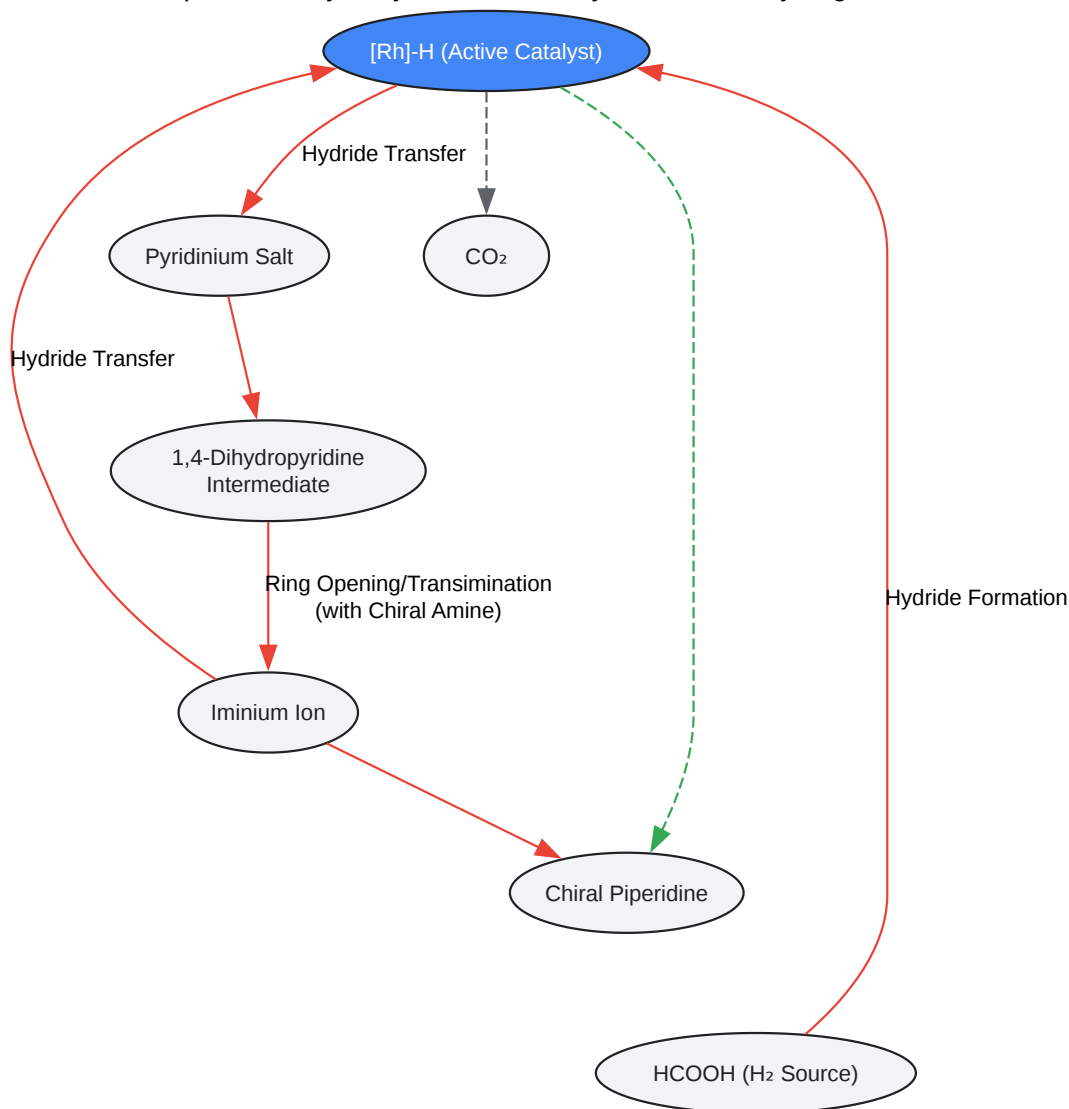 [Rh]-H (Active Catalyst)
Hydride Transfer
Pyridinium Salt
CO₂
Hydride Transfer
1,4-Dihydropyridine
Intermediate
Ring Opening/Transimination
(with Chiral Amine)
Hydride Formation
Iminium Ion
Chiral Piperidine
HCOOH (H₂ Source)